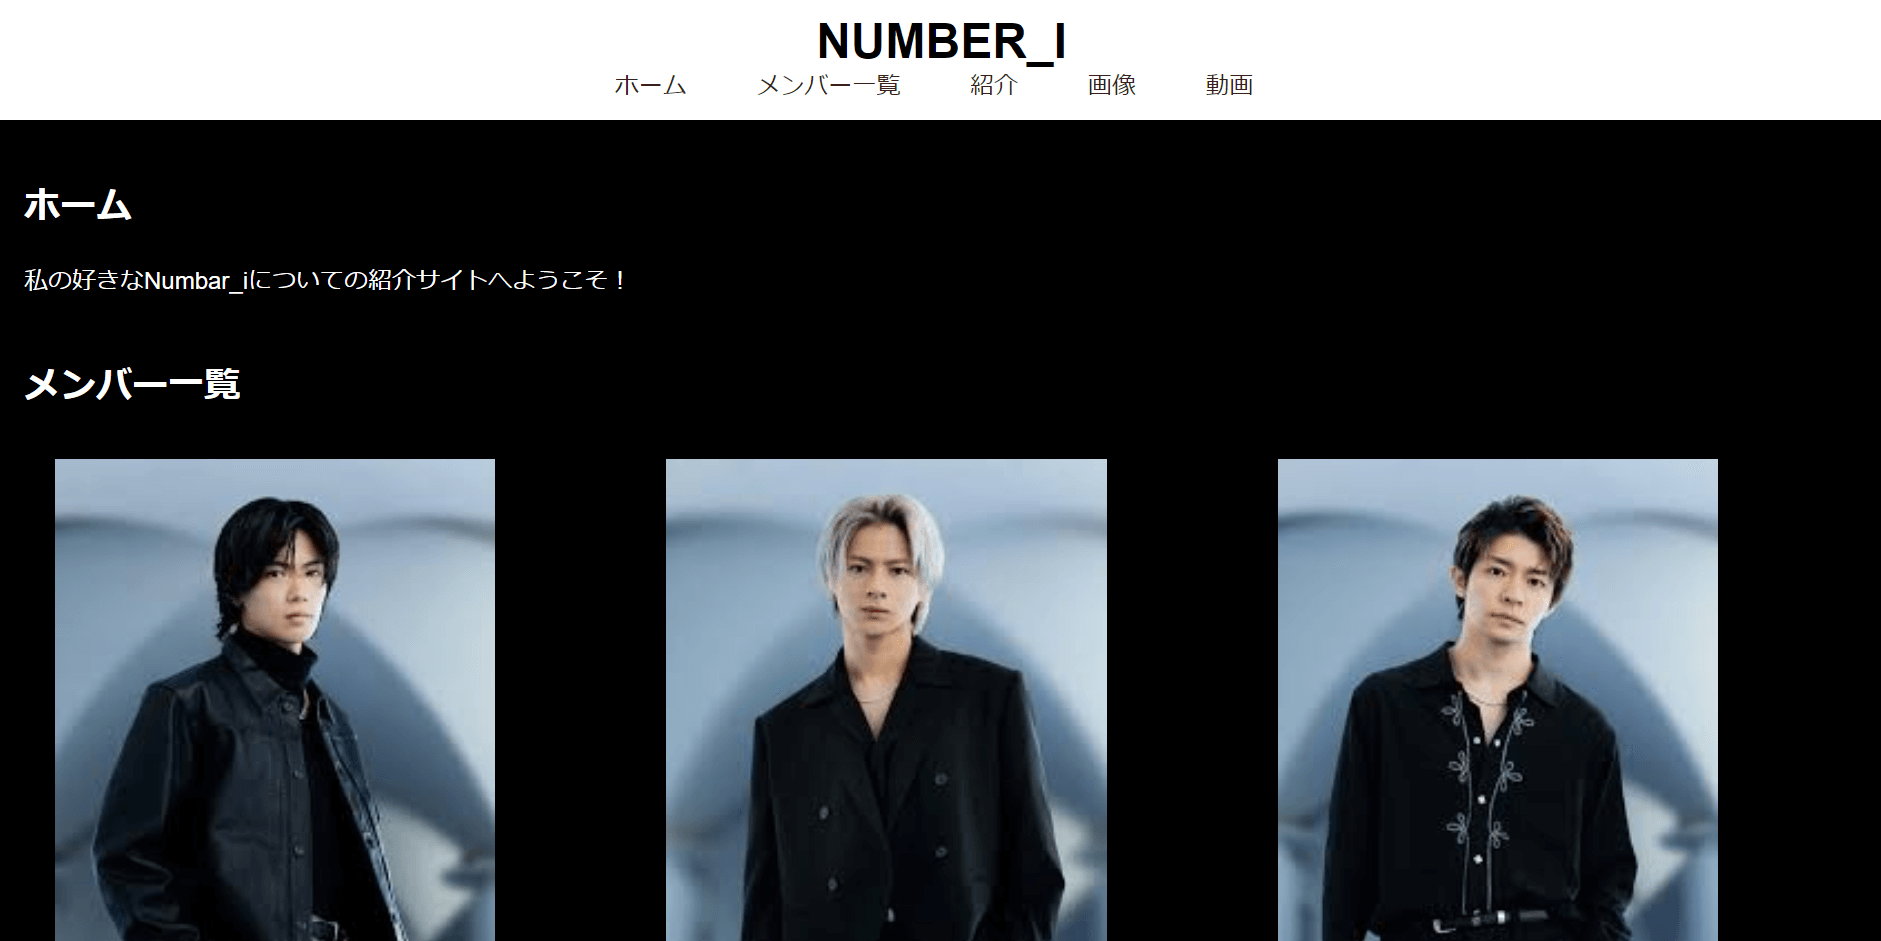 NUMBER_I
ホーム メンバー一覧 紹介 画像 動画
ホーム
私の好きなNumbar_iについての紹介サイトへようこそ！
メンバー一覧